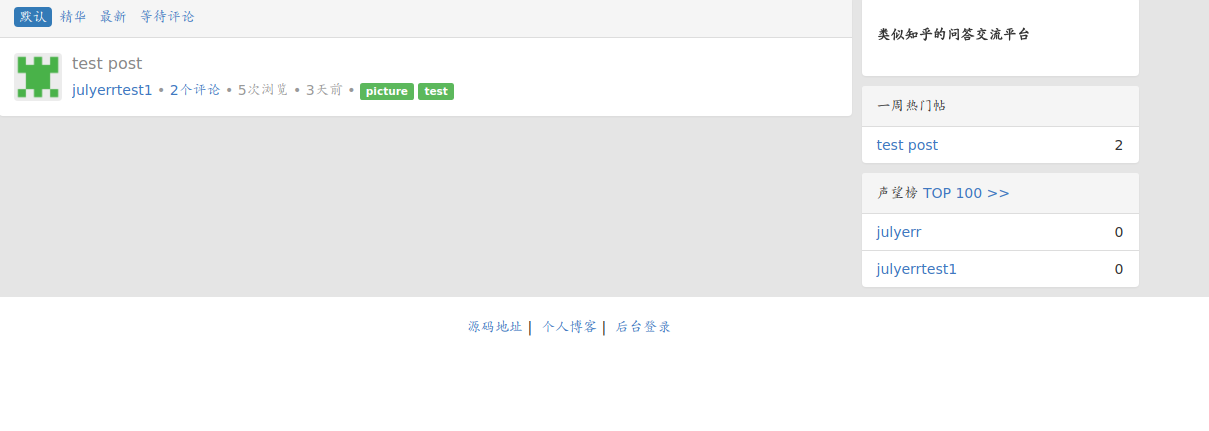 默认 精华 最新 等待评论
test post
julyerrtest1 • 2个评论 • 5次浏览 • 3天前 • picture test
类似知乎的问答交流平台
一周热门帖
test post 2
声望榜 TOP 100 >>
julyerr 0
julyerrtest1 0
源码地址 | 个人博客 | 后台登录